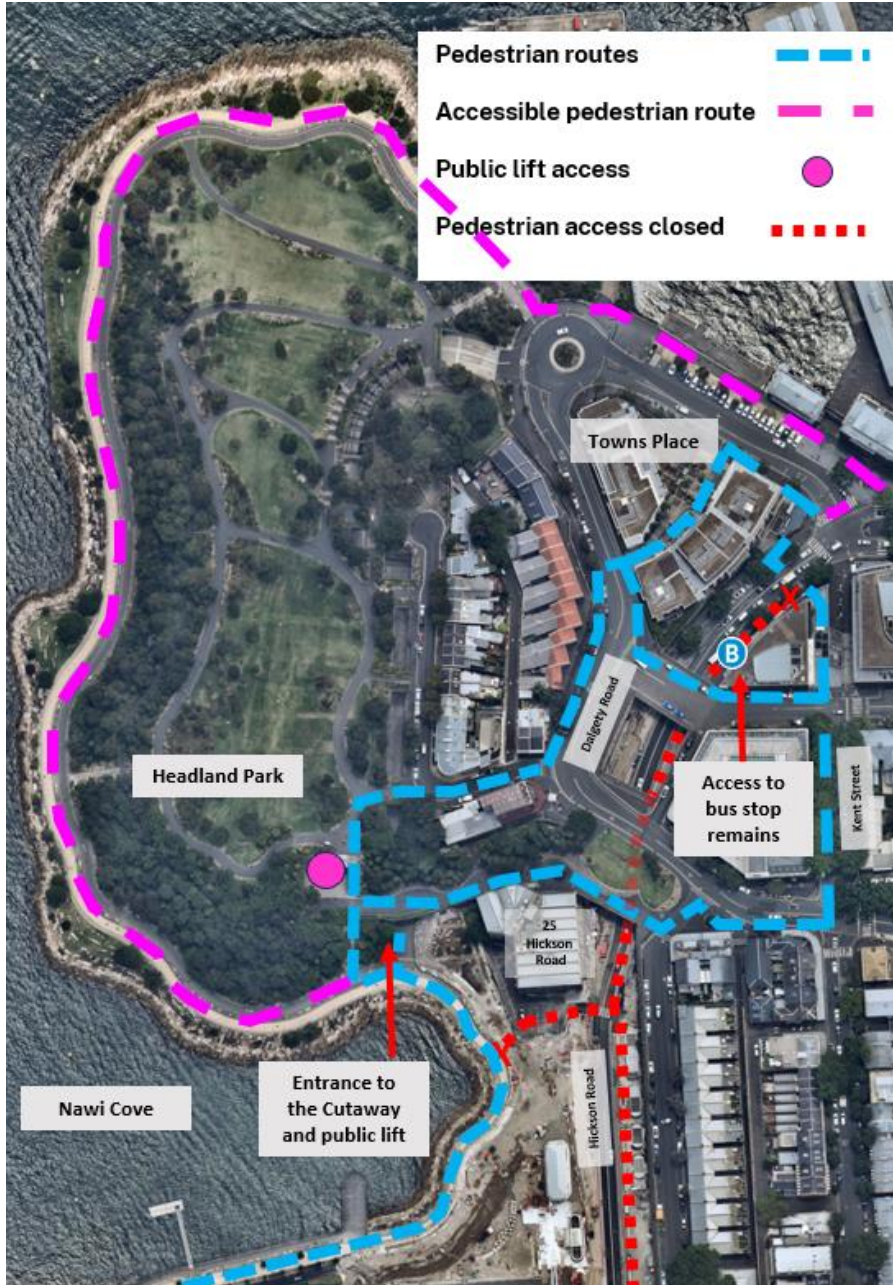 Pedestrian routes
Accessible pedestrian route
Public lift access
Pedestrian access closed
Towns Place
B
Dalgety Road
Headland Park
Access to
bus stop
remains
Kent Street
25
Hickson
Road
Entrance to
the Cutaway
and public lift
Nawi Cove
Hickson Road